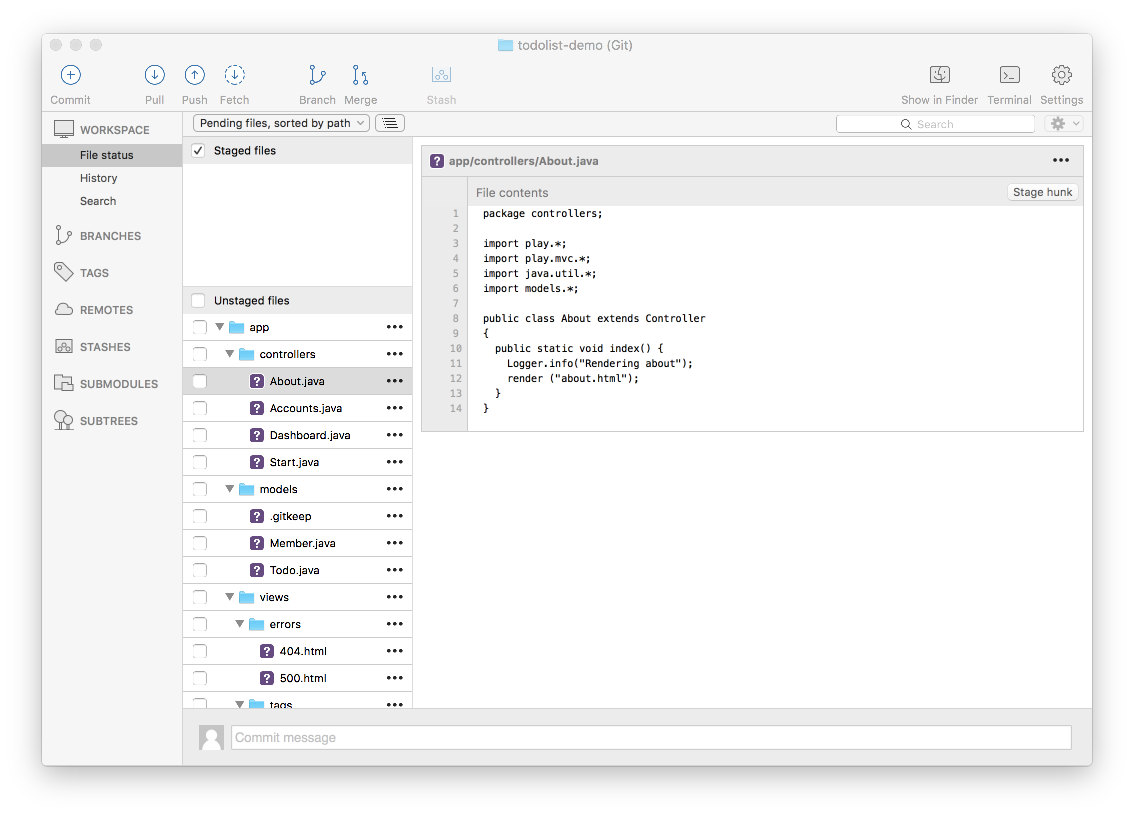 todolist-demo (Git)
Commit Pull Push Fetch Branch Merge Stash Show in Finder Terminal Settings
WORKSPACE
File status
History
Search
BRANCHES
TAGS
REMOTES
STASHES
SUBMODULES
SUBTREES
Pending files, sorted by path
Search
Staged files
Unstaged files
app
controllers
? About.java
? Accounts.java
? Dashboard.java
? Start.java
models
? .gitkeep
? Member.java
? Todo.java
views
errors
? 404.html
? 500.html
tags
? app/controllers/About.java
File contents Stage hunk
1 package controllers;
2
3 import play.*;
4 import play.mvc.*;
5 import java.util.*;
6 import models.*;
7
8 public class About extends Controller
9 {
10 public static void index() {
11 Logger.info("Rendering about");
12 render ("about.html");
13 }
14 }
Commit message